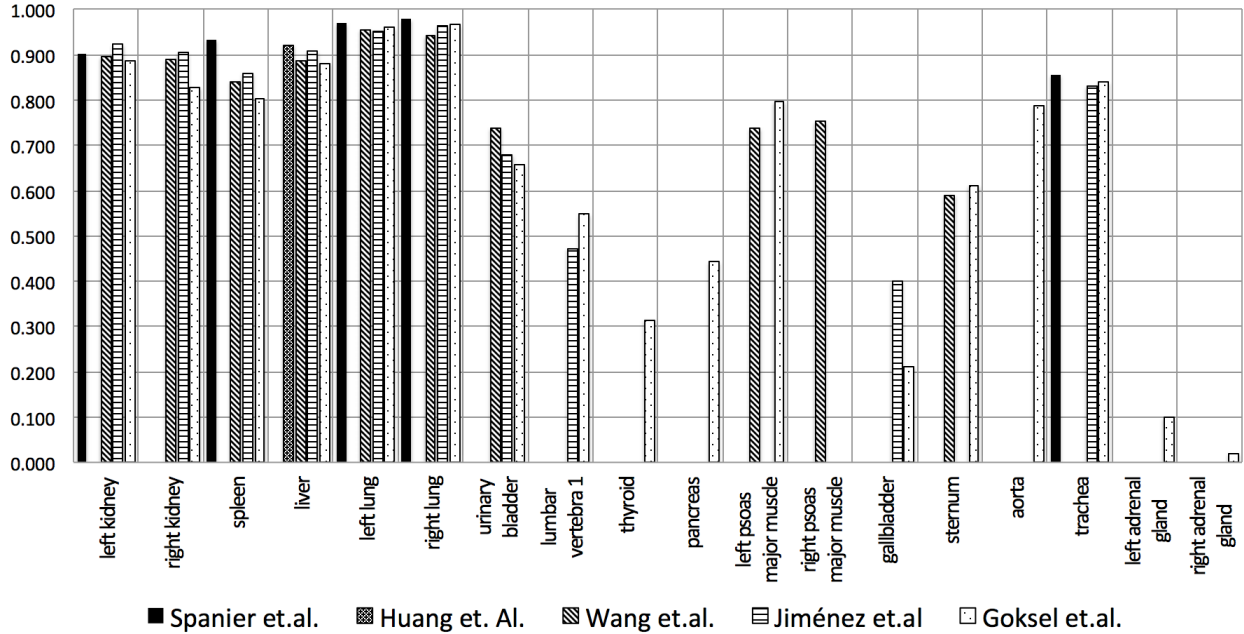 1.000
0.900
0.800
0.700
0.600
0.500
0.400
0.300
0.200
0.100
0.000
left kidney
right kidney
spleen
liver
left lung
right lung
urinary
bladder
lumbar
vertebra 1
thyroid
pancreas
left psoas
major muscle
right psoas
major muscle
gallbladder
sternum
aorta
trachea
left adrenal
gland
right adrenal
gland
Spanier et.al. Huang et. Al. Wang et.al. Jiménez et.al Goksel et.al.